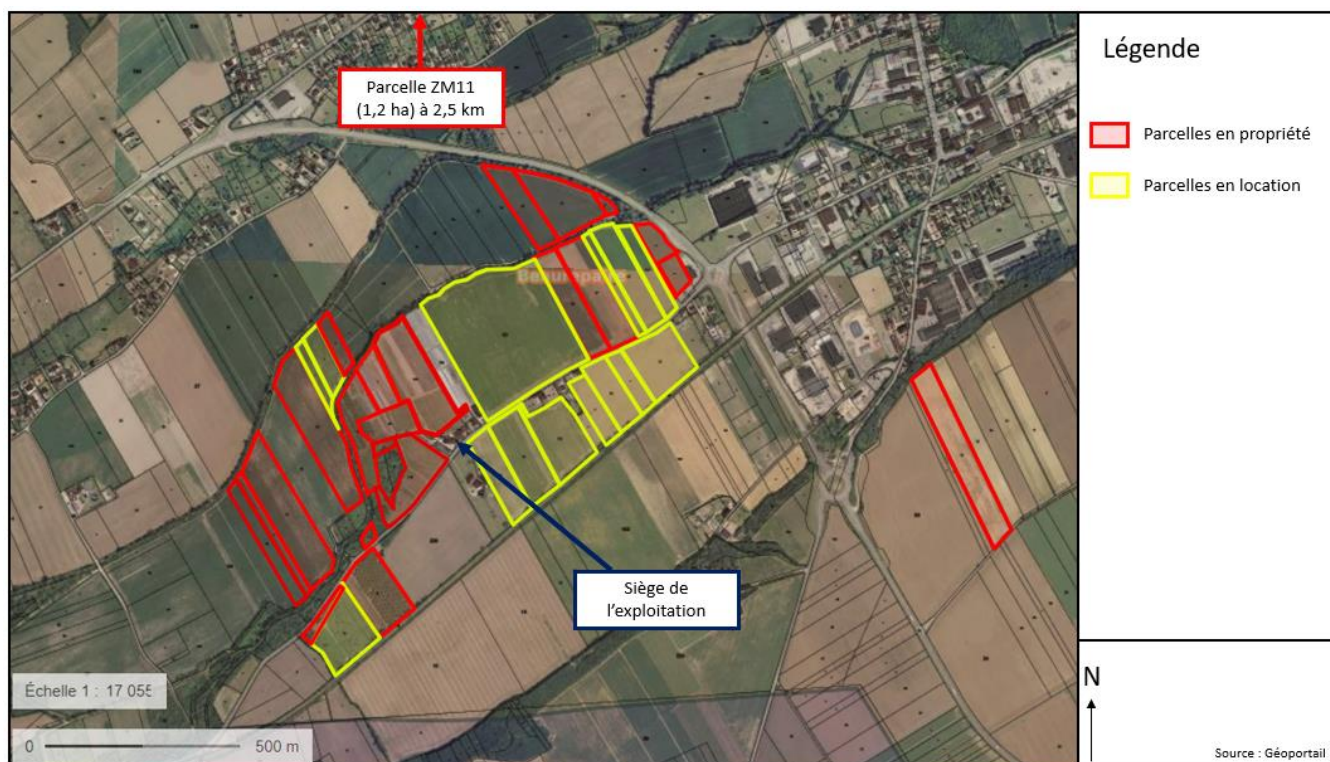 Parcelle ZM11
(1,2 ha) à 2,5 km
Beaurepaire
Siège de
l'exploitation
Échelle 1 : 17 055
0 500 m
Légende
Parcelles en propriété
Parcelles en location
N
Source : Géoportail